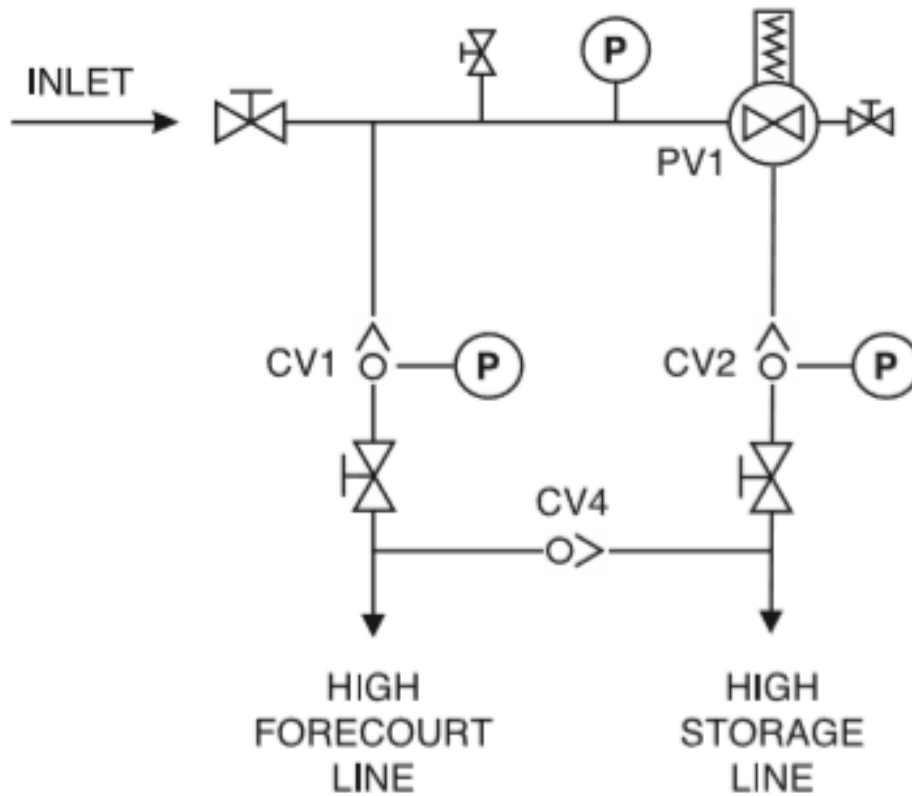 INLET
P
PV1
CV1
P
CV2
P
CV4
HIGH
FORECOURT
LINE
HIGH
STORAGE
LINE